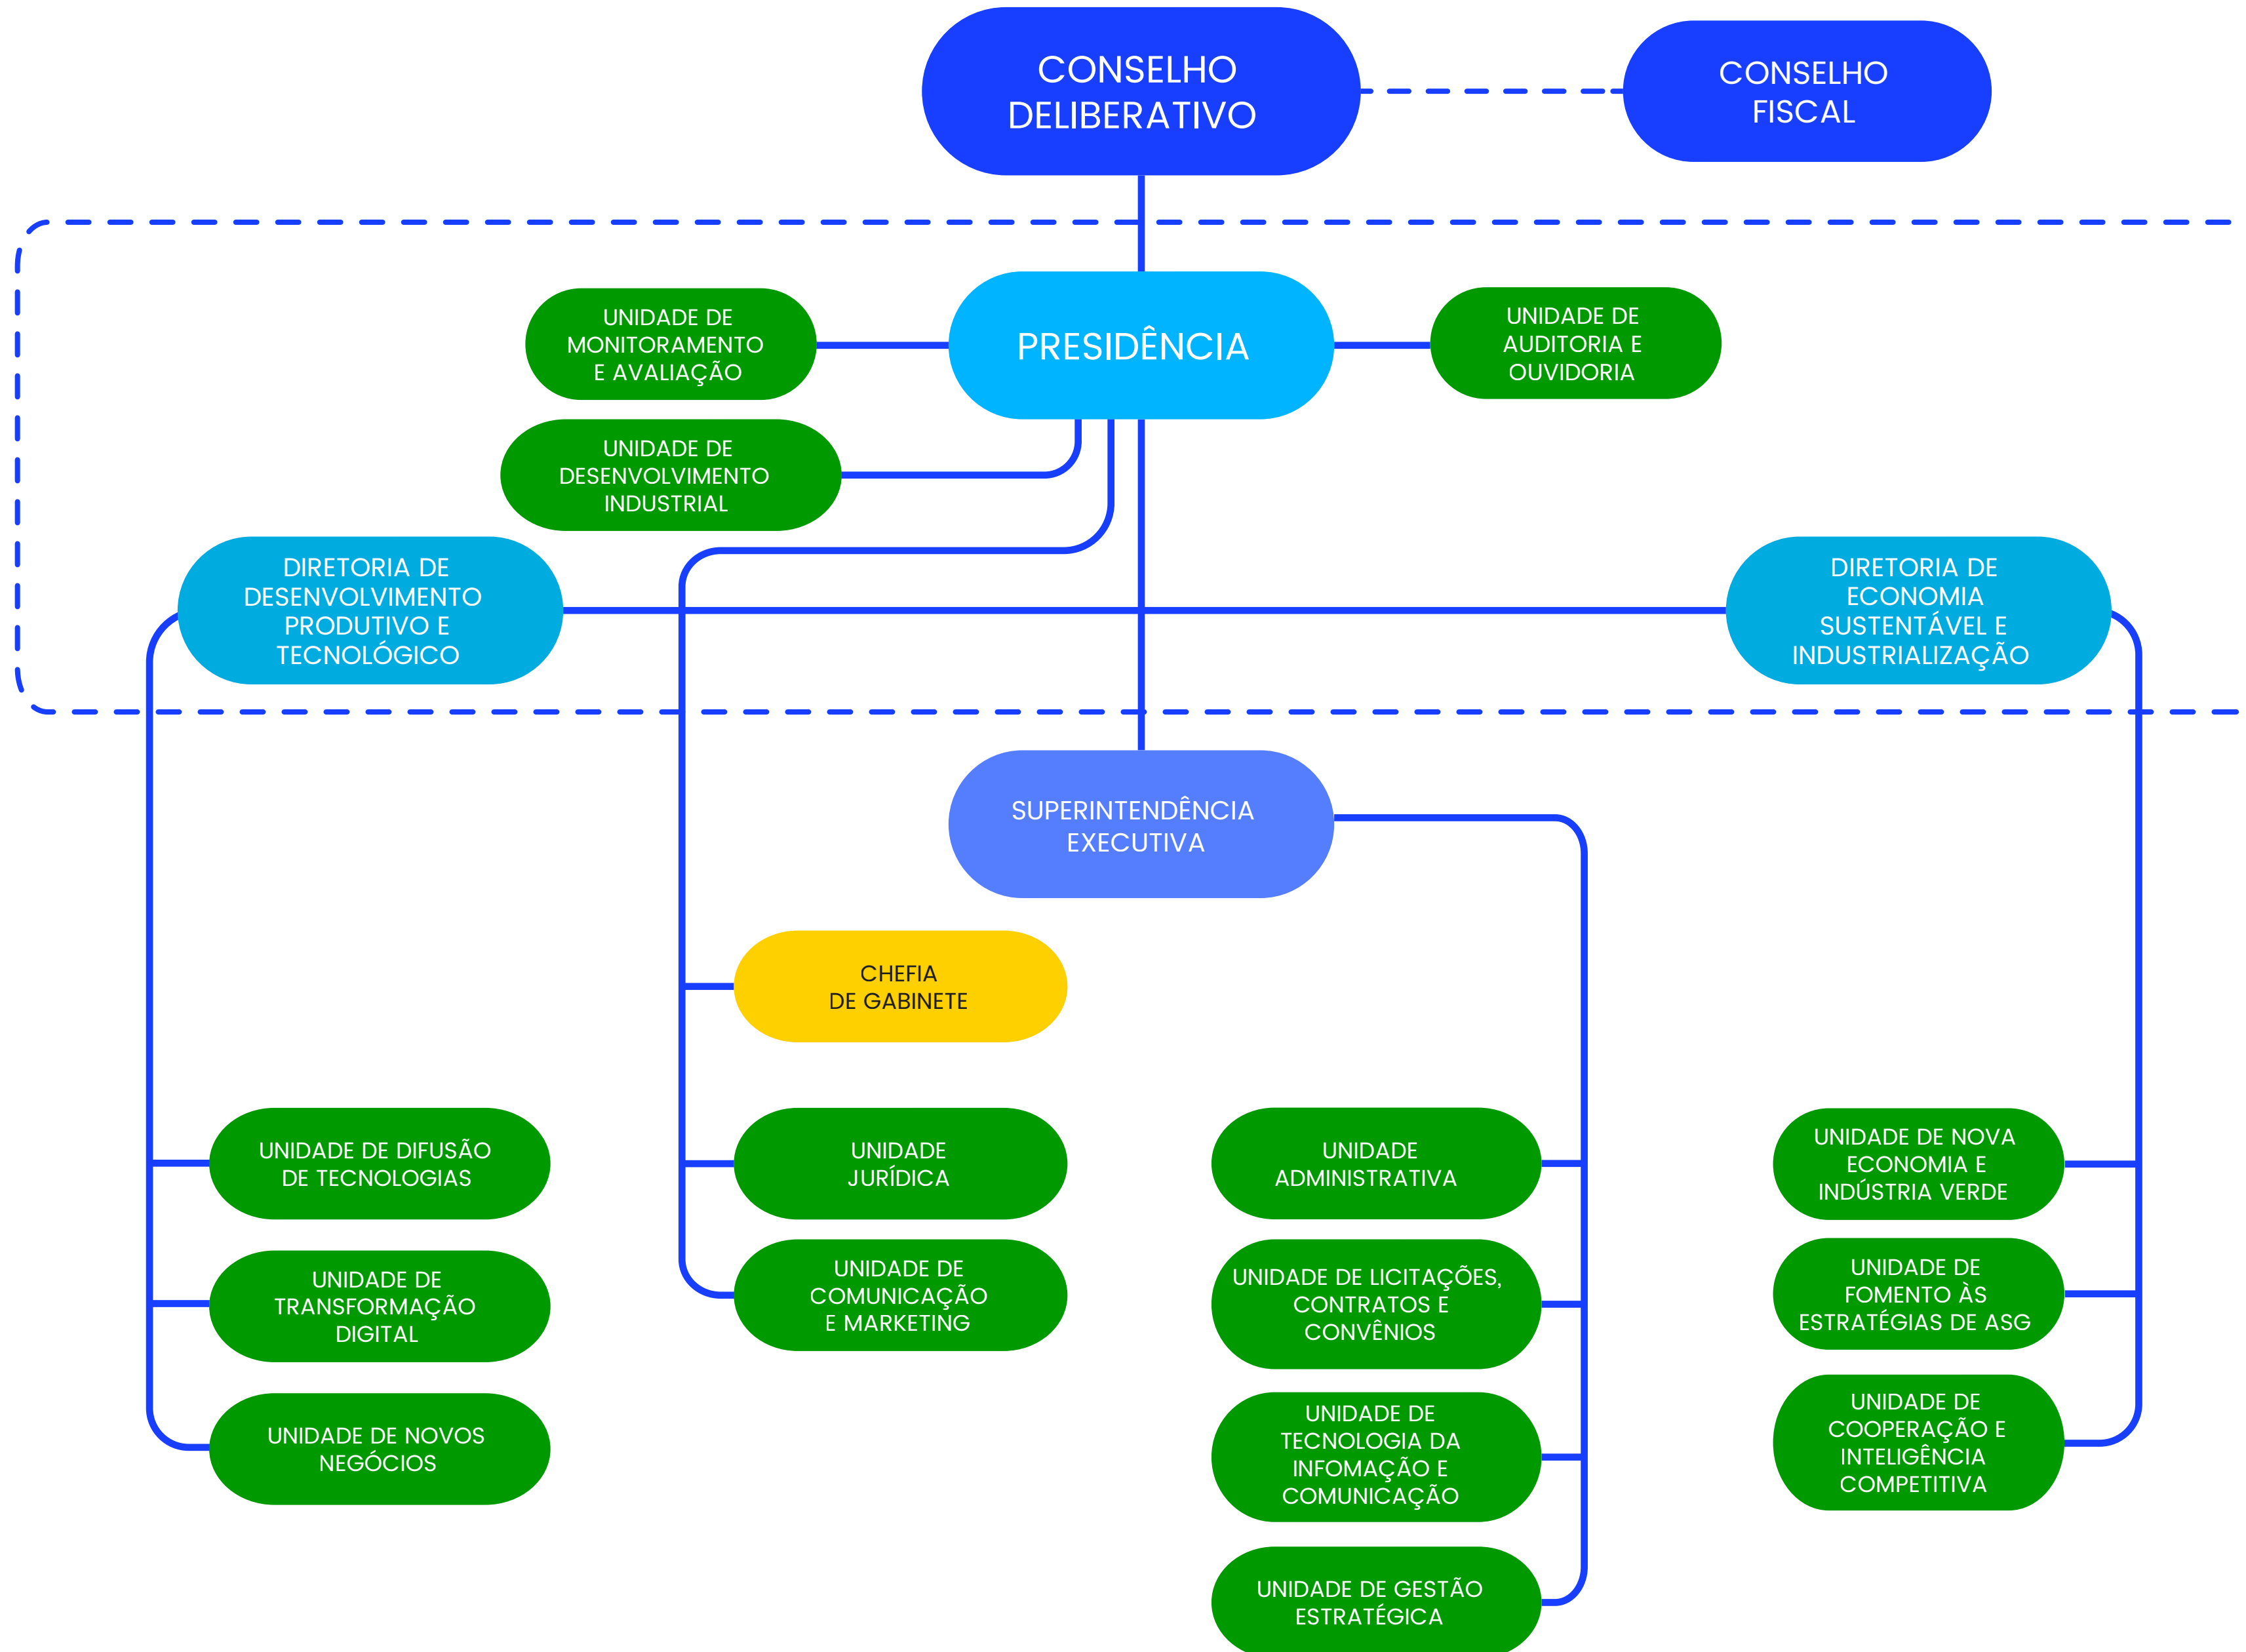 CONSELHO
DELIBERATIVO
CONSELHO
FISCAL
UNIDADE DE
MONITORAMENTO
E AVALIAÇÃO
PRESIDÊNCIA
UNIDADE DE
AUDITORIA E
OUVIDORIA
UNIDADE DE
DESENVOLVIMENTO
INDUSTRIAL
DIRETORIA DE
DESENVOLVIMENTO
PRODUTIVO E
TECNOLÓGICO
DIRETORIA DE
ECONOMIA
SUSTENTÁVEL E
INDUSTRIALIZAÇÃO
SUPERINTENDÊNCIA
EXECUTIVA
CHEFIA
DE GABINETE
UNIDADE DE DIFUSÃO
DE TECNOLOGIAS
UNIDADE
JURÍDICA
UNIDADE
ADMINISTRATIVA
UNIDADE DE NOVA
ECONOMIA E
INDÚSTRIA VERDE
UNIDADE DE
TRANSFORMAÇÃO
DIGITAL
UNIDADE DE
COMUNICAÇÃO
E MARKETING
UNIDADE DE LICITAÇÕES,
CONTRATOS E
CONVÊNIOS
UNIDADE DE
FOMENTO ÀS
ESTRATÉGIAS DE ASG
UNIDADE DE NOVOS
NEGÓCIOS
UNIDADE DE
TECNOLOGIA DA
INFOMAÇÃO E
COMUNICAÇÃO
UNIDADE DE
COOPERAÇÃO E
INTELIGÊNCIA
COMPETITIVA
UNIDADE DE GESTÃO
ESTRATÉGICA